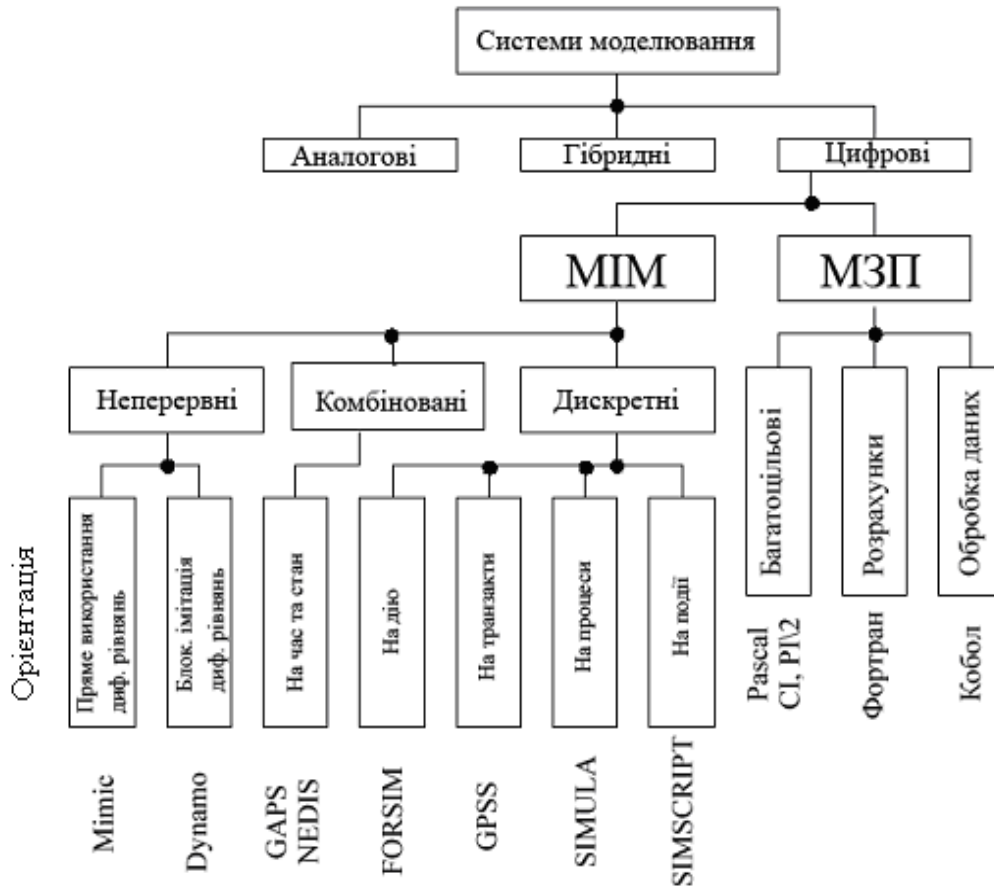 Системи моделювання
Аналогові
Гібридні
Цифрові
МІМ
МЗП
Неперервні
Комбіновані
Дискретні
Орієнтація
Пряме використання
диф. рівнянь
Блок. імітація
диф. рівнянь
На час та стан
На дію
На транзакти
На процеси
На події
Багатоцільові
Розрахунки
Обробка даних
Pascal
CI, PI\2
Фортран
Кобол
Mimic
Dynamo
GAPS
NEDIS
FORSIM
GPSS
SIMULA
SIMSCRIPT